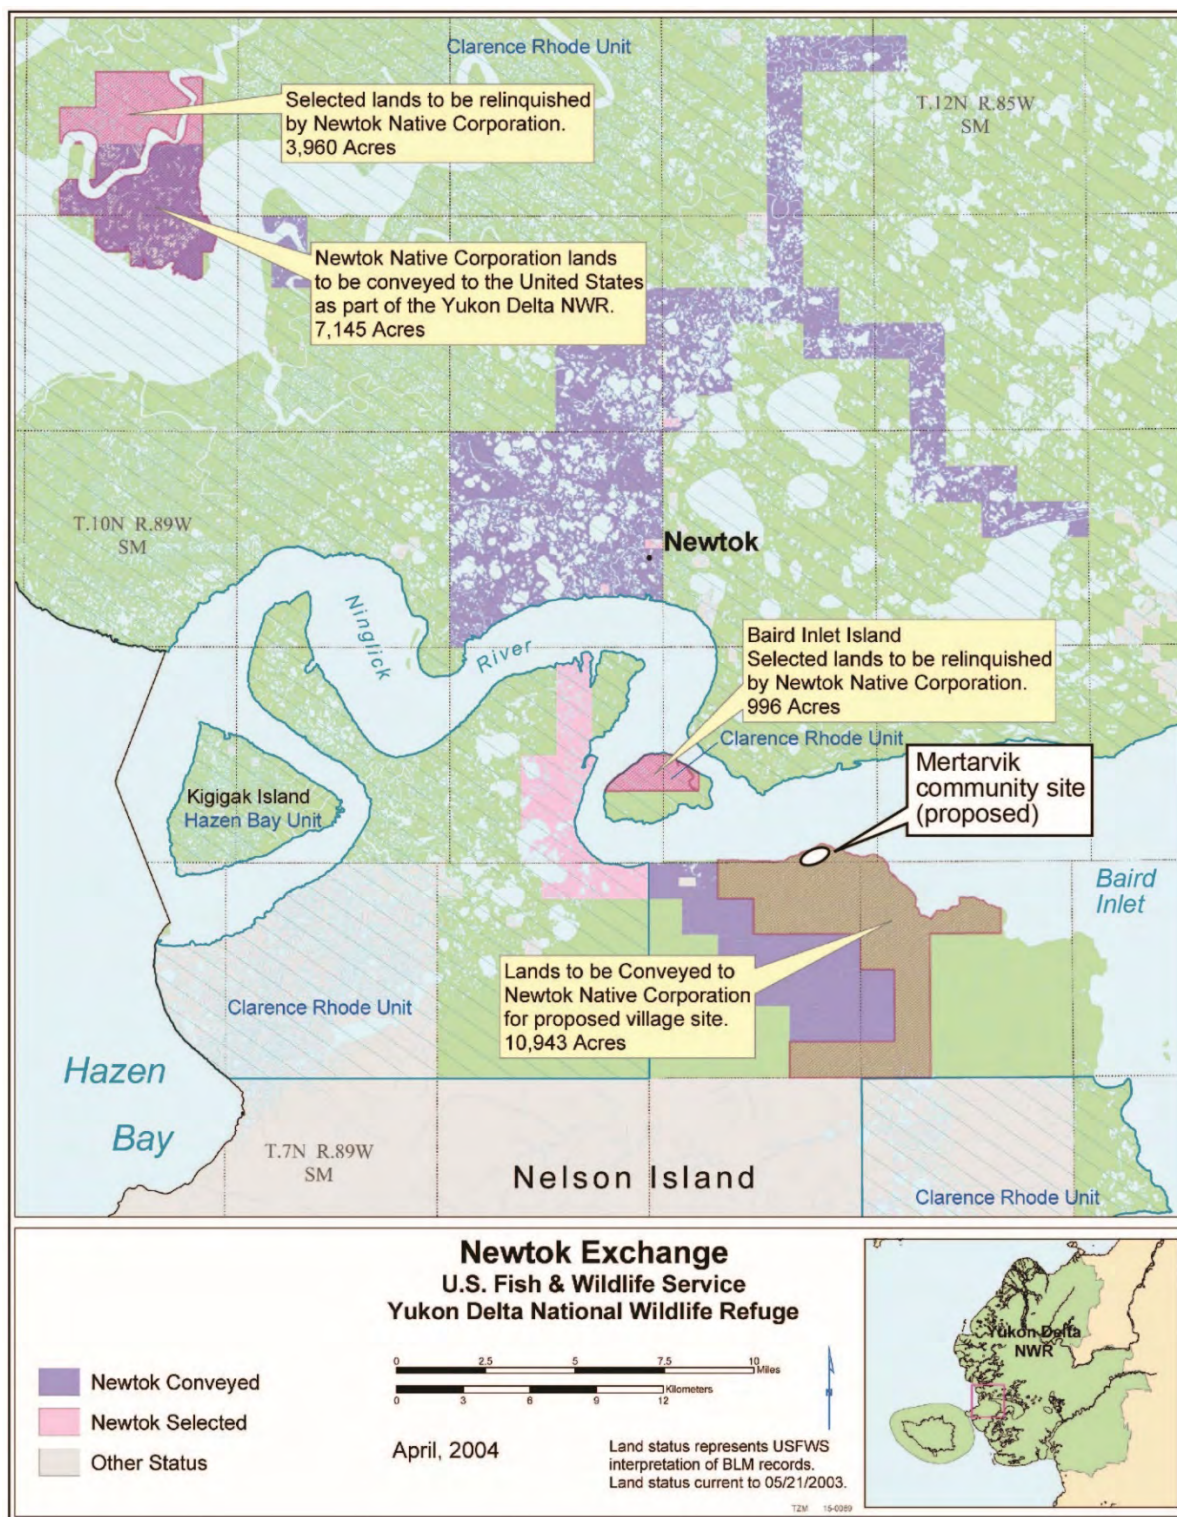 Clarence Rhode Unit
T.12N R.85W
SM
Selected lands to be relinquished
by Newtok Native Corporation.
3,960 Acres
Newtok Native Corporation lands
to be conveyed to the United States
as part of the Yukon Delta NWR.
7,145 Acres
T.10N R.89W
SM
Newtok
Ninglick
River
Baird Inlet Island
Selected lands to be relinquished
by Newtok Native Corporation.
996 Acres
Clarence Rhode Unit
Mertarvik
community site
(proposed)
Kigigak Island
Hazen Bay Unit
Baird
Inlet
Lands to be Conveyed to
Newtok Native Corporation
for proposed village site.
10,943 Acres
Clarence Rhode Unit
Hazen
Bay
T.7N R.89W
SM
Nelson Island
Clarence Rhode Unit
Newtok Exchange
U.S. Fish & Wildlife Service
Yukon Delta National Wildlife Refuge
Newtok Conveyed
Newtok Selected
Other Status
0 2.5 5 7.5 10
Miles
0 3 6 9 12
Kilometers
N
April, 2004
Land status represents USFWS
interpretation of BLM records.
Land status current to 05/21/2003.
TZM 15-0089
Yukon Delta
NWR